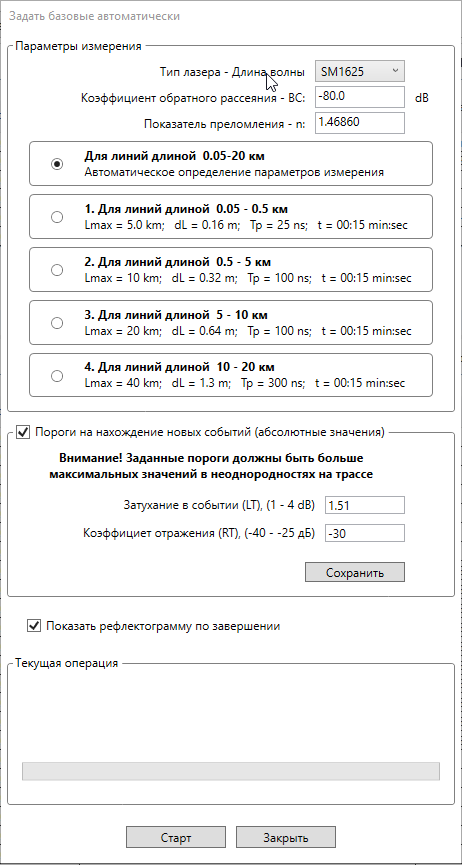 Задать базовые автоматически
Параметры измерения
Тип лазера - Длина волны SM1625
Коэффициент обратного рассеяния - BC: -80.0 dB
Показатель преломления - n: 1.46860
Для линий длиной 0.05-20 км
Автоматическое определение параметров измерения
1. Для линий длиной 0.05 - 0.5 км
Lmax = 5.0 km; dL = 0.16 m; Tp = 25 ns; t = 00:15 min:sec
2. Для линий длиной 0.5 - 5 км
Lmax = 10 km; dL = 0.32 m; Tp = 100 ns; t = 00:15 min:sec
3. Для линий длиной 5 - 10 км
Lmax = 20 km; dL = 0.64 m; Tp = 100 ns; t = 00:15 min:sec
4. Для линий длиной 10 - 20 км
Lmax = 40 km; dL = 1.3 m; Tp = 300 ns; t = 00:15 min:sec
Пороги на нахождение новых событий (абсолютные значения)
Внимание! Заданные пороги должны быть больше
максимальных значений в неоднородностях на трассе
Затухание в событии (LT), (1 - 4 dB) 1.51
Коэффициет отражения (RT), (-40 - -25 дБ) -30
Сохранить
Показать рефлектограмму по завершении
Текущая операция
Старт Закрыть